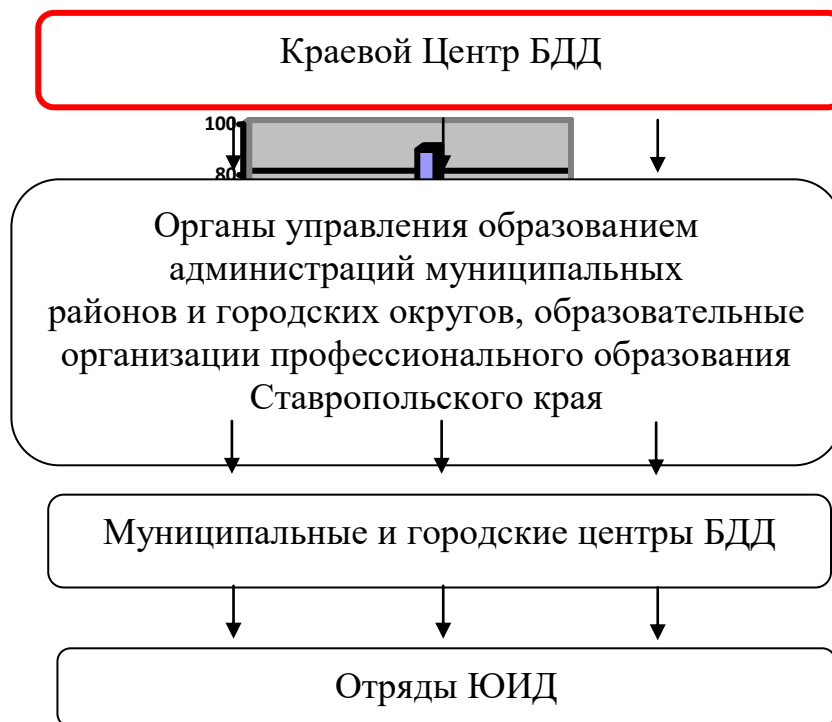 Краевой Центр БДД
100
80
Органы управления образованием
администраций муниципальных
районов и городских округов, образовательные
организации профессионального образования
Ставропольского края
Муниципальные и городские центры БДД
Отряды ЮИД